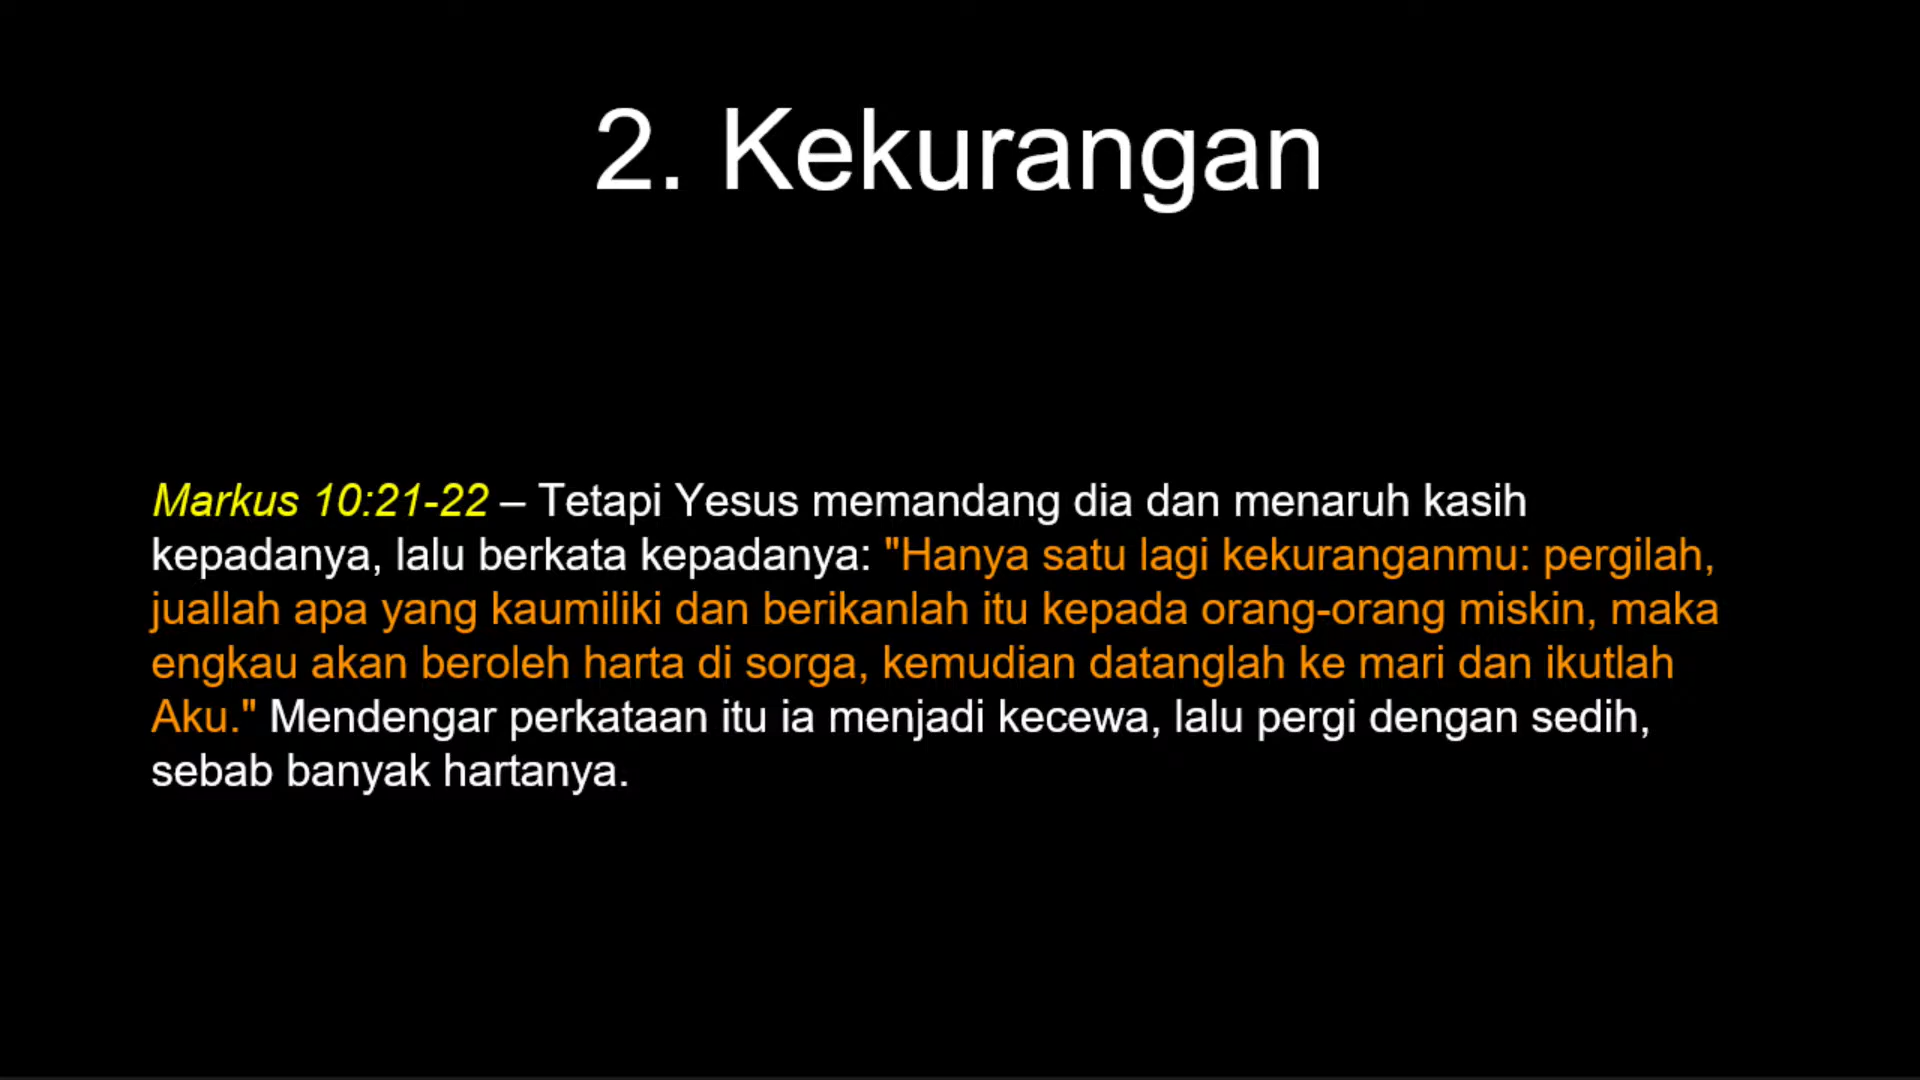 2. Kekurangan
Markus 10:21-22 – Tetapi Yesus memandang dia dan menaruh kasih
kepadanya, lalu berkata kepadanya: "Hanya satu lagi kekuranganmu: pergilah,
juallah apa yang kaumiliki dan berikanlah itu kepada orang-orang miskin, maka
engkau akan beroleh harta di sorga, kemudian datanglah ke mari dan ikutlah
Aku." Mendengar perkataan itu ia menjadi kecewa, lalu pergi dengan sedih,
sebab banyak hartanya.